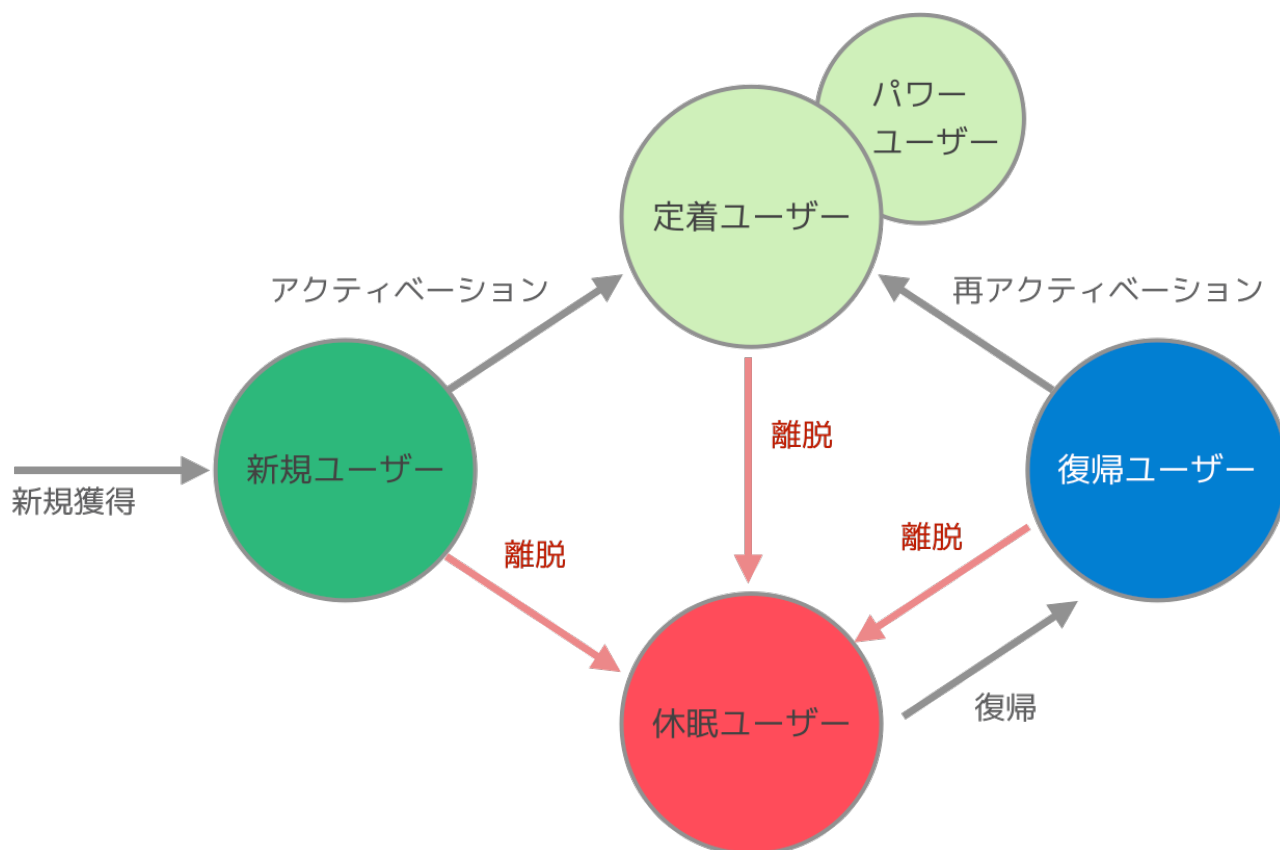 パワー
ユーザー
定着ユーザー
アクティベーション
再アクティベーション
離脱
新規ユーザー
復帰ユーザー
新規獲得
離脱
離脱
休眠ユーザー
復帰